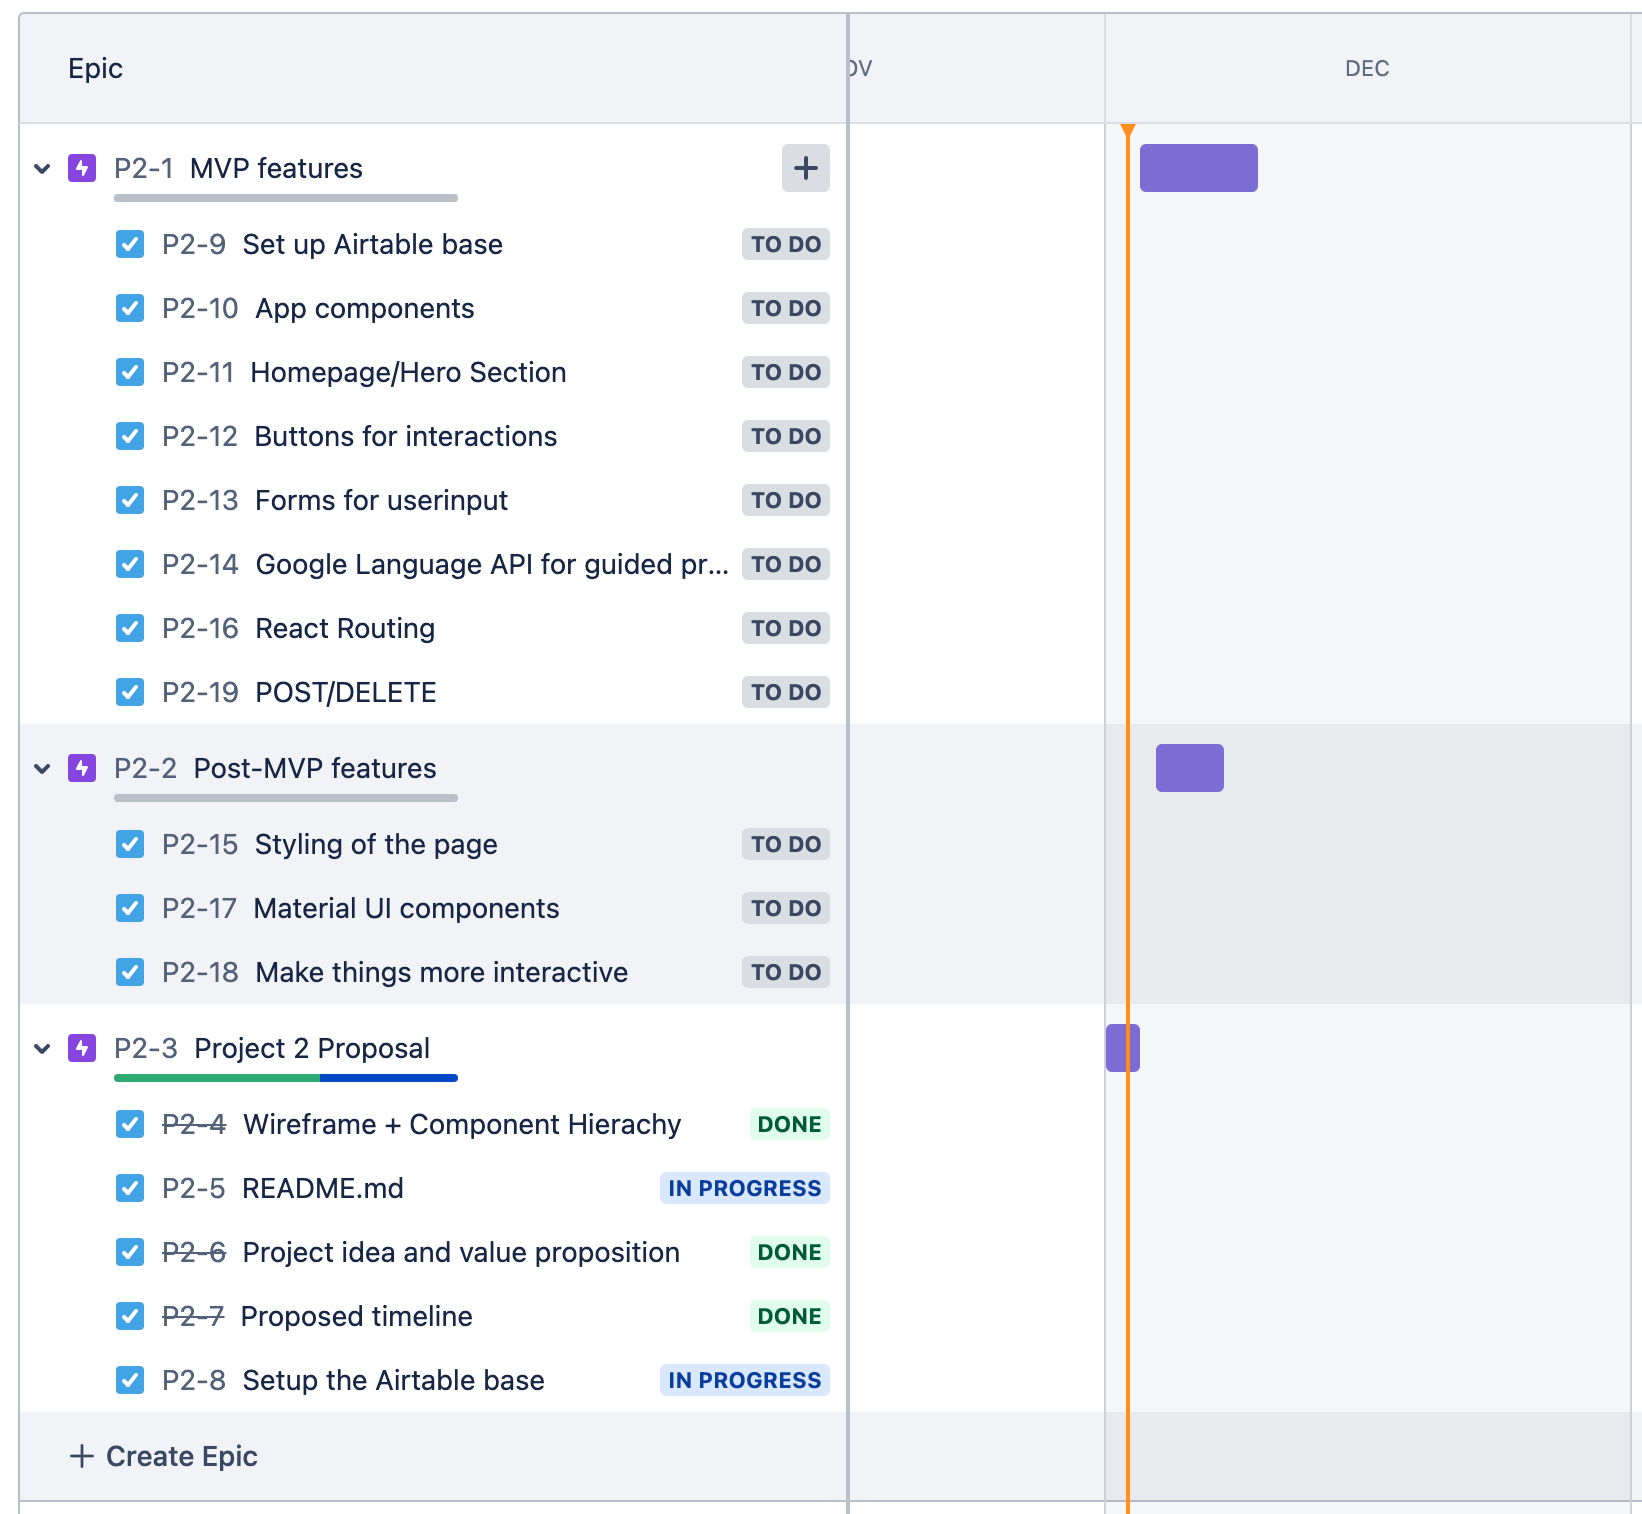 Epic
OV
DEC
P2-1 MVP features
P2-9 Set up Airtable base TO DO
P2-10 App components TO DO
P2-11 Homepage/Hero Section TO DO
P2-12 Buttons for interactions TO DO
P2-13 Forms for userinput TO DO
P2-14 Google Language API for guided pr... TO DO
P2-16 React Routing TO DO
P2-19 POST/DELETE TO DO
P2-2 Post-MVP features
P2-15 Styling of the page TO DO
P2-17 Material UI components TO DO
P2-18 Make things more interactive TO DO
P2-3 Project 2 Proposal
P2-4 Wireframe + Component Hierachy DONE
P2-5 README.md IN PROGRESS
P2-6 Project idea and value proposition DONE
P2-7 Proposed timeline DONE
P2-8 Setup the Airtable base IN PROGRESS
+ Create Epic